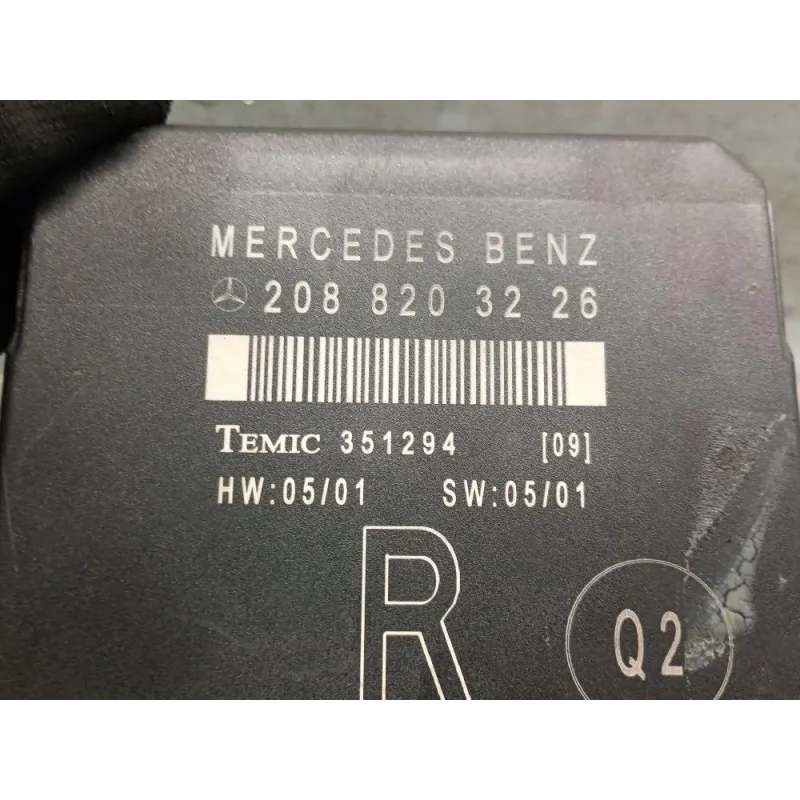 MERCEDES BENZ
208 820 32 26
TEMIC 351294 [09]
HW:05/01 SW:05/01
R
Q2